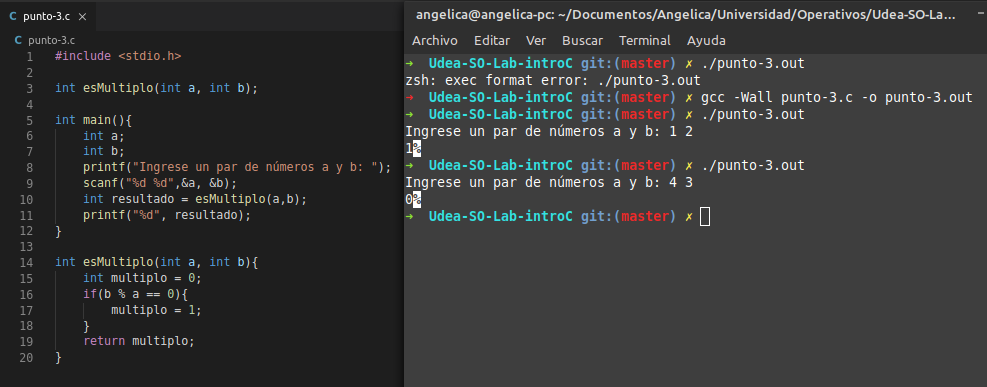 punto-3.c ×
C punto-3.c
1 #include <stdio.h>
2
3 int esMultiplo(int a, int b);
4
5 int main(){
6 int a;
7 int b;
8 printf("Ingrese un par de números a y b: ");
9 scanf("%d %d",&a, &b);
10 int resultado = esMultiplo(a,b);
11 printf("%d", resultado);
12 }
13
14 int esMultiplo(int a, int b){
15 int multiplo = 0;
16 if(b % a == 0){
17 multiplo = 1;
18 }
19 return multiplo;
20 }
angelica@angelica-pc: ~/Documentos/Angelica/Universidad/Operativos/Udea-SO-La...
Archivo Editar Ver Buscar Terminal Ayuda
→ Udea-SO-Lab-introC git:(master) ✗ ./punto-3.out
zsh: exec format error: ./punto-3.out
→ Udea-SO-Lab-introC git:(master) ✗ gcc -Wall punto-3.c -o punto-3.out
→ Udea-SO-Lab-introC git:(master) ✗ ./punto-3.out
Ingrese un par de números a y b: 1 2
1%
→ Udea-SO-Lab-introC git:(master) ✗ ./punto-3.out
Ingrese un par de números a y b: 4 3
0%
→ Udea-SO-Lab-introC git:(master) ✗